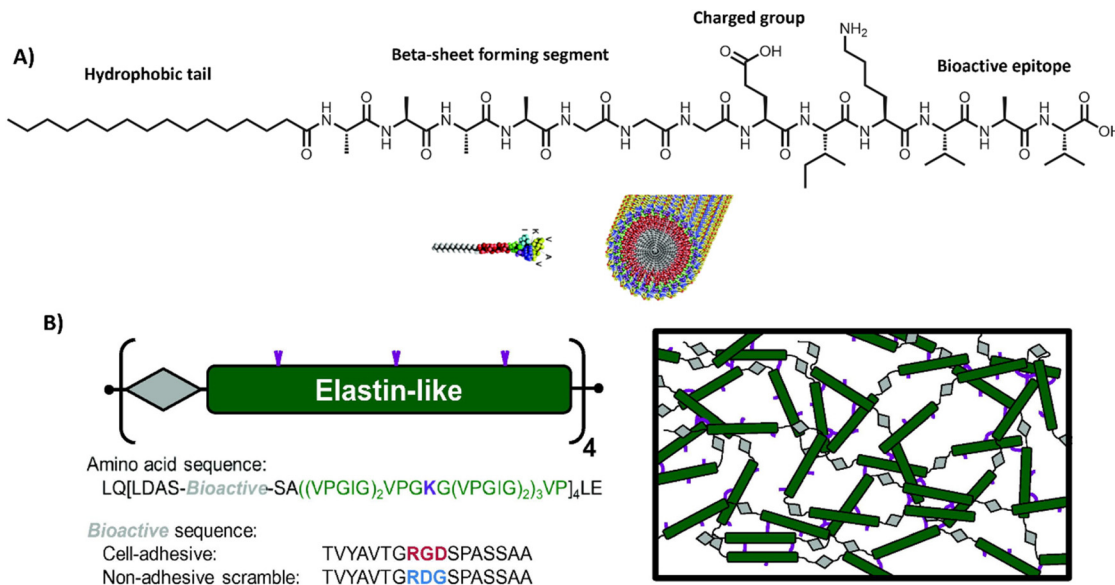 A)
Hydrophobic tail
Beta-sheet forming segment
Charged group
Bioactive epitope
O OH
NH2
H O H O H O H O H O H O H O
N N N N N N N N N N N N N OH
O H O H O H O H O H O H O
B)
Elastin-like
4
Amino acid sequence:
LQ[LDAS-Bioactive-SA((VPGIG)2VPGKG(VPGIG)2)3VP]4LE
Bioactive sequence:
Cell-adhesive: TVYAVTGRGDSPASSAA
Non-adhesive scramble: TVYAVTGRDGSPASSAA